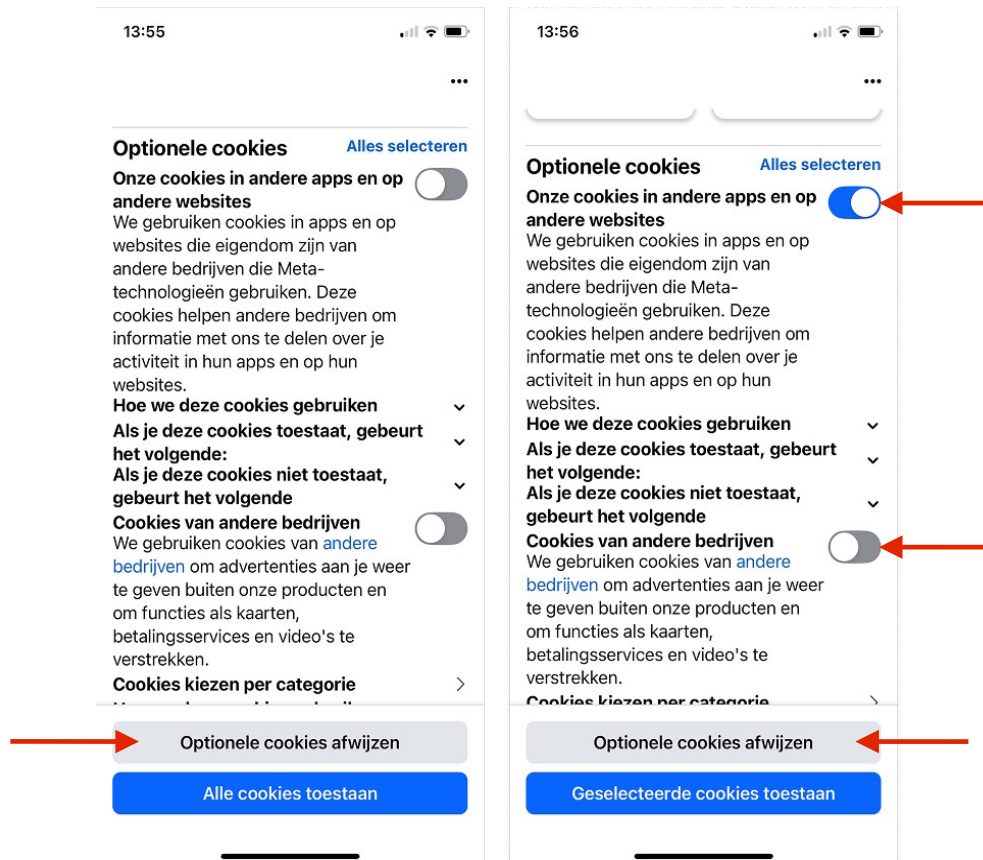 13:55
Optionele cookies
Alles selecteren
Onze cookies in andere apps en op
andere websites
We gebruiken cookies in apps en op
websites die eigendom zijn van
andere bedrijven die Meta-
technologieën gebruiken. Deze
cookies helpen andere bedrijven om
informatie met ons te delen over je
activiteit in hun apps en op hun
websites.
Hoe we deze cookies gebruiken
Als je deze cookies toestaat, gebeurt
het volgende:
Als je deze cookies niet toestaat,
gebeurt het volgende
Cookies van andere bedrijven
We gebruiken cookies van andere
bedrijven om advertenties aan je weer
te geven buiten onze producten en
om functies als kaarten,
betalingsservices en video's te
verstrekken.
Cookies kiezen per categorie
Optionele cookies afwijzen
Alle cookies toestaan
13:56
Optionele cookies
Alles selecteren
Onze cookies in andere apps en op
andere websites
We gebruiken cookies in apps en op
websites die eigendom zijn van
andere bedrijven die Meta-
technologieën gebruiken. Deze
cookies helpen andere bedrijven om
informatie met ons te delen over je
activiteit in hun apps en op hun
websites.
Hoe we deze cookies gebruiken
Als je deze cookies toestaat, gebeurt
het volgende:
Als je deze cookies niet toestaat,
gebeurt het volgende
Cookies van andere bedrijven
We gebruiken cookies van andere
bedrijven om advertenties aan je weer
te geven buiten onze producten en
om functies als kaarten,
betalingsservices en video's te
verstrekken.
Cookies kiezen per categorie
Optionele cookies afwijzen
Geselecteerde cookies toestaan